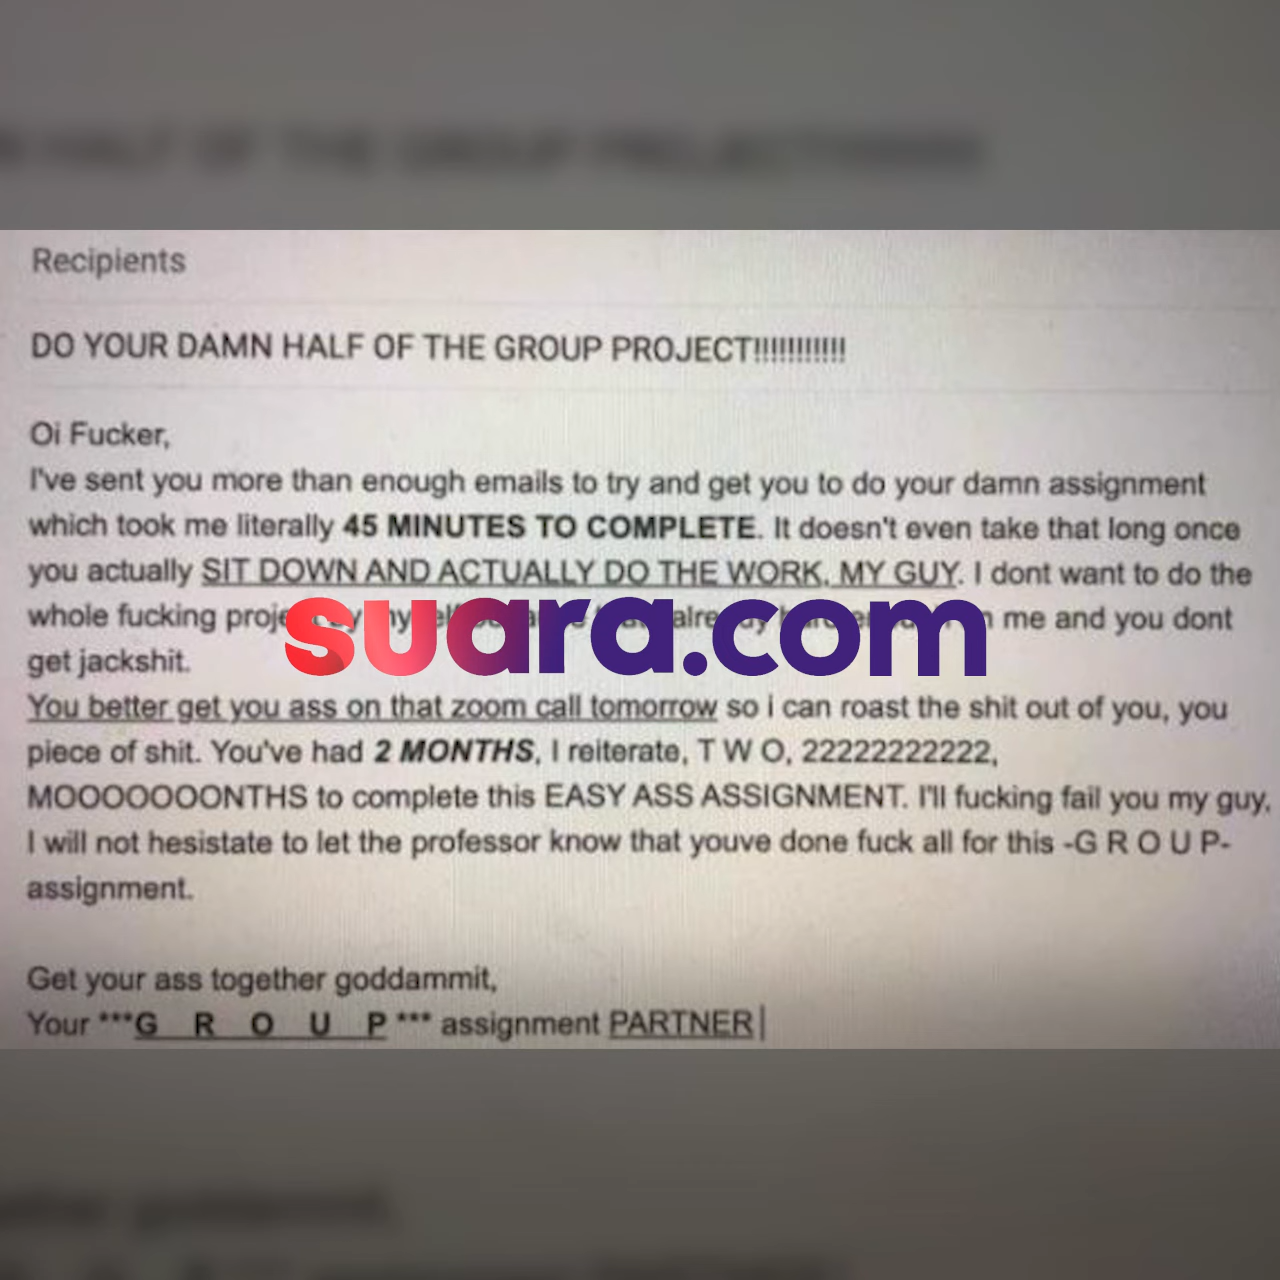 Recipients
DO YOUR DAMN HALF OF THE GROUP PROJECT!!!!!!!!!!!
Oi Fucker,
I've sent you more than enough emails to try and get you to do your damn assignment
which took me literally 45 MINUTES TO COMPLETE. It doesn't even take that long once
you actually SIT DOWN AND ACTUALLY DO THE WORK, MY GUY. I dont want to do the
whole fucking me and you dont
suara.com
get jackshit.
You better get you ass on that zoom call tomorrow so i can roast the shit out of you, you
piece of shit. You've had 2 MONTHS, I reiterate, T W O, 22222222222,
MOOOOOOONTHS to complete this EASY ASS ASSIGNMENT. I'll fucking fail you my guy.
I will not hesistate to let the professor know that youve done fuck all for this -G R O U P-
assignment.
Get your ass together goddammit,
Your ***G R O U P*** assignment PARTNER